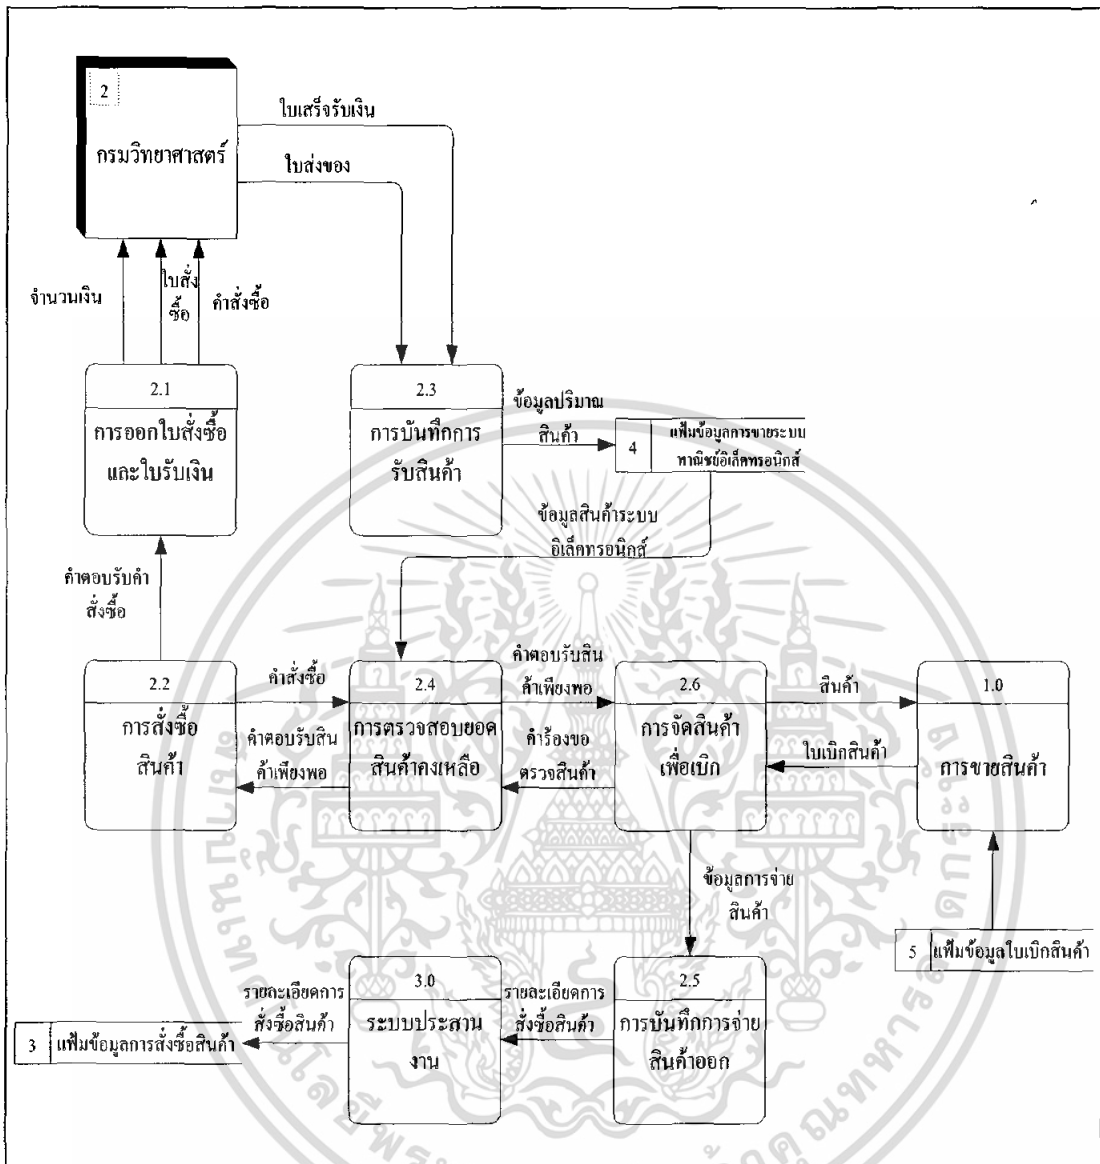 2
กรมวิทยาศาสตร์
ใบเสร็จรับเงิน
ใบส่งของ
จำนวนเงิน
ใบสั่ง
ซื้อ
คำสั่งซื้อ
2.1
การออกใบสั่งซื้อ
และใบรับเงิน
2.3
การบันทึกการ
รับสินค้า
ข้อมูลปริมาณ
สินค้า
4
แฟ้มข้อมูลการขายระบบ
พาณิชย์อิเล็คทรอนิกส์
ข้อมูลสินค้าระบบ
อิเล็คทรอนิกส์
คำตอบรับคำ
สั่งซื้อ
2.2
การสั่งซื้อ
สินค้า
คำสั่งซื้อ
คำตอบรับสิน
ค้าเพียงพอ
2.4
การตรวจสอบยอด
สินค้าคงเหลือ
คำตอบรับสิน
ค้าเพียงพอ
คำร้องขอ
ตรวจสินค้า
2.6
การจัดสินค้า
เพื่อเบิก
สินค้า
ใบเบิกสินค้า
1.0
การขายสินค้า
ข้อมูลการจ่าย
สินค้า
5 แฟ้มข้อมูลใบเบิกสินค้า
3 แฟ้มข้อมูลการสั่งซื้อสินค้า
รายละเอียดการ
สั่งซื้อสินค้า
3.0
ระบบประสาน
งาน
รายละเอียดการ
สั่งซื้อสินค้า
2.5
การบันทึกการจ่าย
สินค้าออก